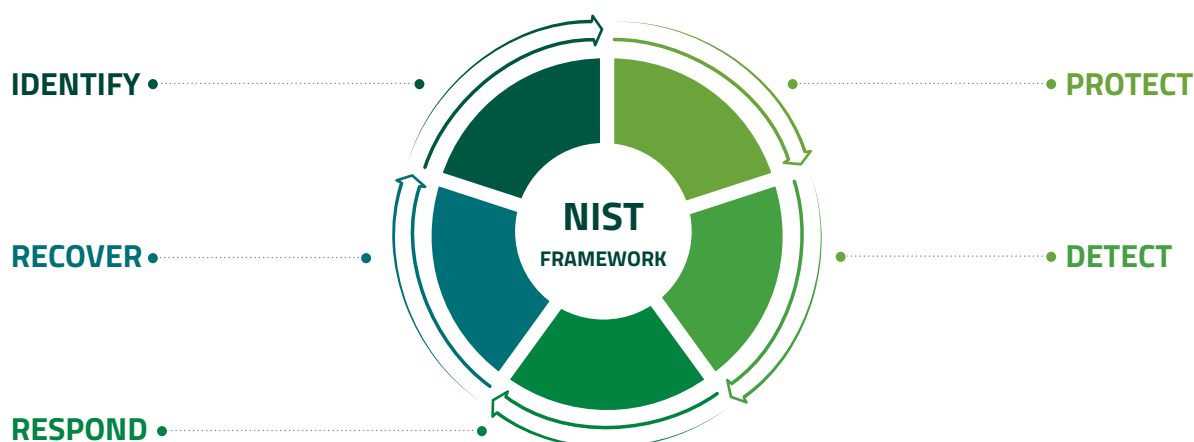 IDENTIFY
PROTECT
NIST
FRAMEWORK
RECOVER
DETECT
RESPOND